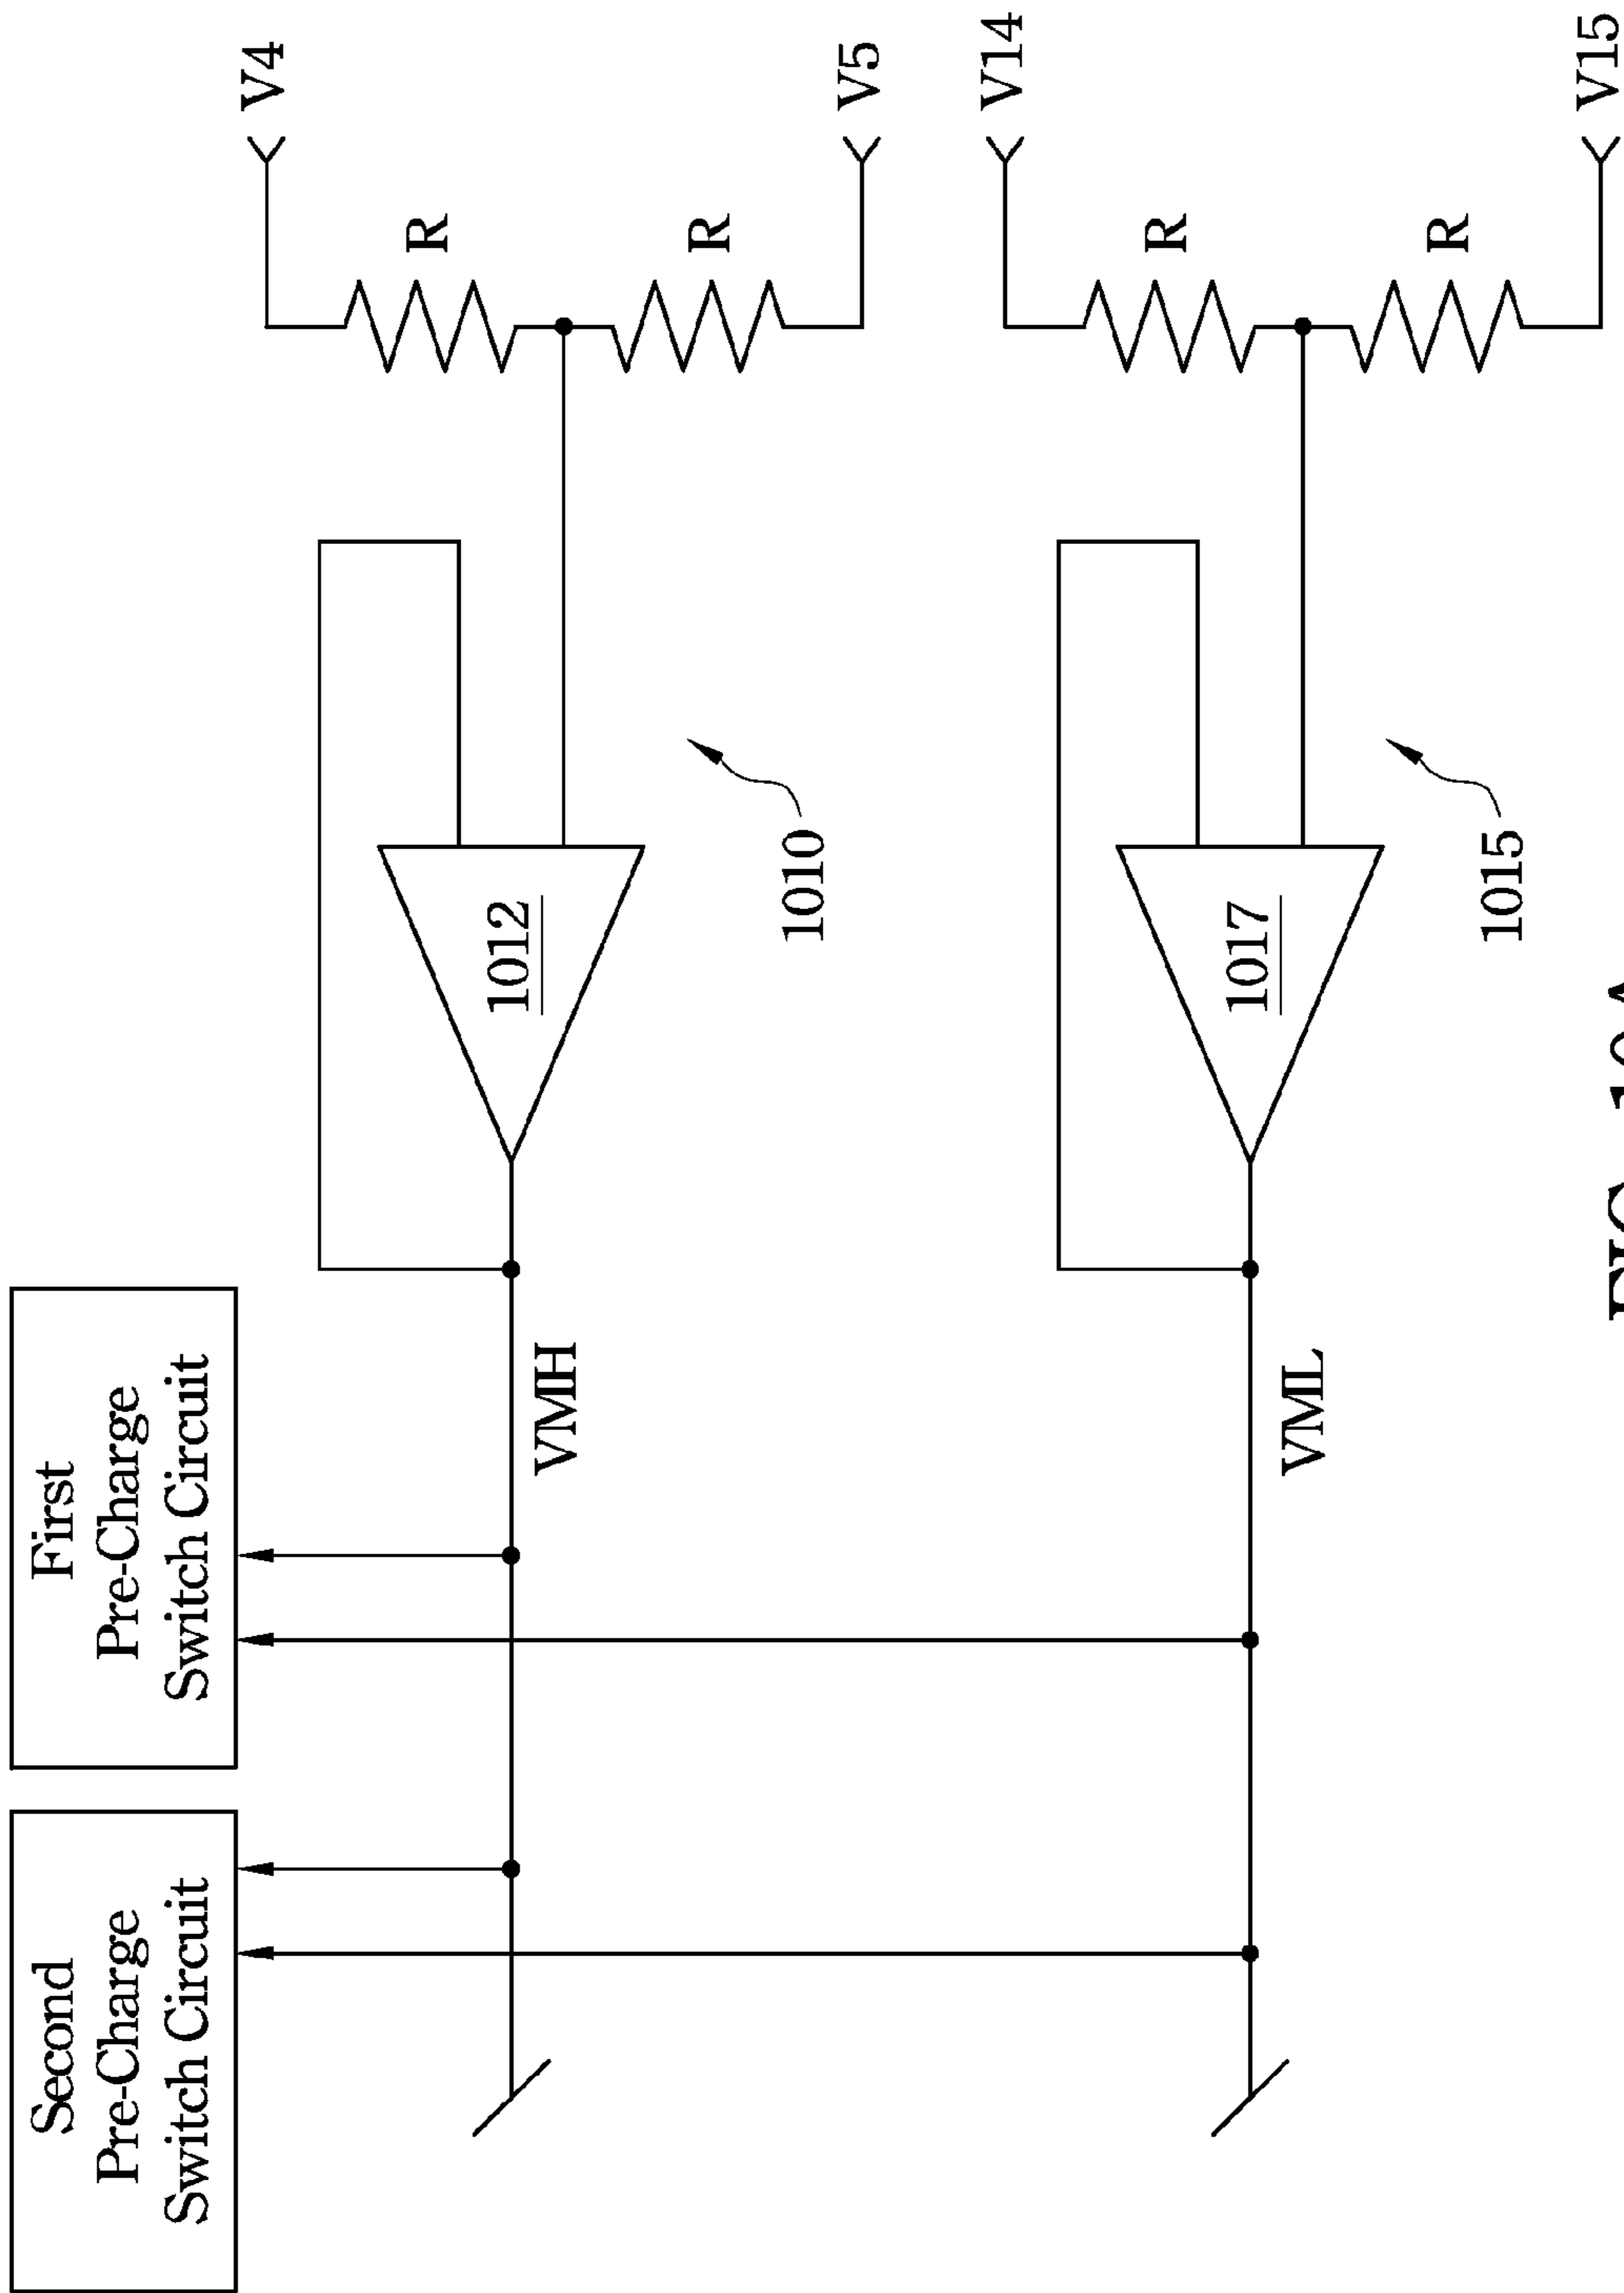 Second
Pre-Charge
Switch Circuit
First
Pre-Charge
Switch Circuit
V4
R
R
V5
1012
VMH
1010
V14
R
R
V15
1017
VML
1015